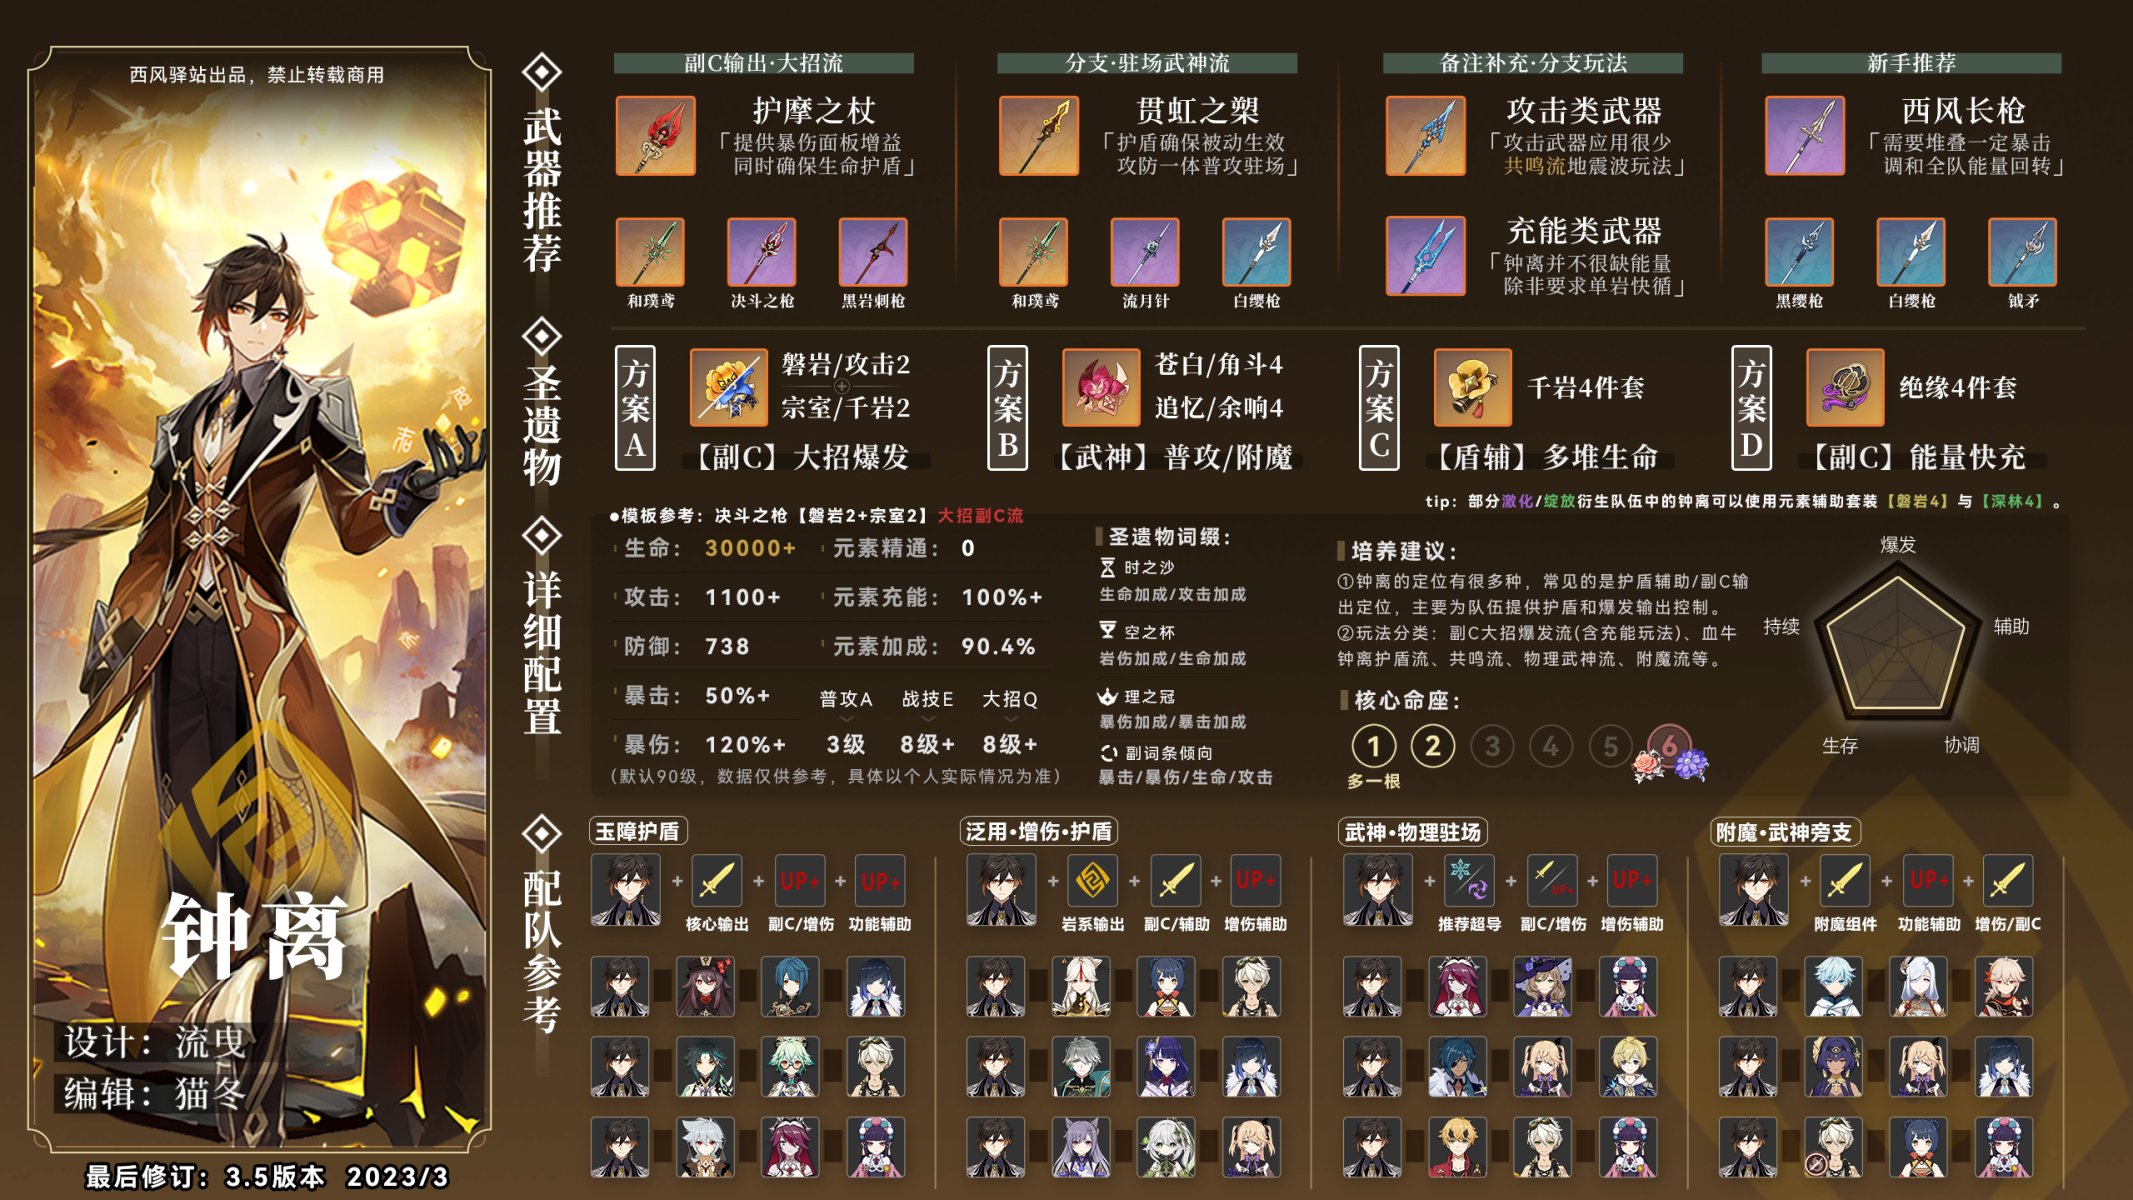 西风驿站出品，禁止转载商用
钟离
设计：流曳
编辑：猫冬
最后修订：3.5版本 2023/3
武器推荐
副C输出·大招流
护摩之杖
「提供暴伤面板增益
同时确保生命护盾」
和璞鸢
决斗之枪
黑岩刺枪
分支·驻场武神流
贯虹之槊
「护盾确保被动生效
攻防一体普攻驻场」
和璞鸢
流月针
白缨枪
备注补充·分支玩法
攻击类武器
「攻击武器应用很少
共鸣流地震波玩法」
充能类武器
「钟离并不很缺能量
除非要求单岩快循」
新手推荐
西风长枪
「需要堆叠一定暴击
调和全队能量回转」
黑缨枪
白缨枪
钺矛
圣遗物
方案A
磐岩/攻击2
宗室/千岩2
【副C】大招爆发
方案B
苍白/角斗4
追忆/余响4
【武神】普攻/附魔
方案C
千岩4件套
【盾辅】多堆生命
方案D
绝缘4件套
【副C】能量快充
tip：部分激化/绽放衍生队伍中的钟离可以使用元素辅助套装【磐岩4】与【深林4】。
详细配置
●模板参考：决斗之枪【磐岩2+宗室2】大招副C流
生命：30000+ 元素精通：0
攻击：1100+ 元素充能：100%+
防御：738 元素加成：90.4%
暴击：50%+ 普攻A 战技E 大招Q
暴伤：120%+ 3级 8级+ 8级+
(默认90级，数据仅供参考，具体以个人实际情况为准)
圣遗物词缀：
时之沙
生命加成/攻击加成
空之杯
岩伤加成/生命加成
理之冠
暴伤加成/暴击加成
副词条倾向
暴击/暴伤/生命/攻击
培养建议：
①钟离的定位有很多种，常见的是护盾辅助/副C输
出定位，主要为队伍提供护盾和爆发输出控制。
②玩法分类：副C大招爆发流(含充能玩法)、血牛
钟离护盾流、共鸣流、物理武神流、附魔流等。
核心命座：
1 2 3 4 5 6
多一根
爆发
持续
辅助
生存
协调
配队参考
玉障护盾
+ + UP+ + UP+
核心输出 副C/增伤 功能辅助
泛用·增伤·护盾
+ + + UP+
岩系输出 副C/辅助 增伤辅助
武神·物理驻场
+ + UP+ + UP+
推荐超导 副C/增伤 增伤辅助
附魔·武神旁支
+ + UP+ +
附魔组件 功能辅助 增伤/副C